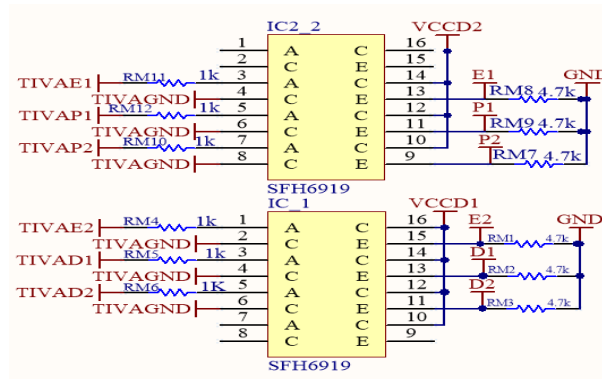 IC2_2 VCCD2
1 A C 16
2 C E 15
TIVAE1 RM11 1k 3 A C 14 E1 GND
TIVAGND 4 C E 13 RM8 4.7k
TIVAP1 RM12 1k 5 A C 12 P1
TIVAGND 6 C E 11 RM9 4.7k
TIVAP2 RM10 1k 7 A C 10 P2
TIVAGND 8 C E 9 RM7 4.7k
SFH6919
IC_1 VCCD1
TIVAE2 RM4 1k 1 A C 16 E2 GND
TIVAGND 2 C E 15 RM1 4.7k
TIVAD1 RM5 1k 3 A C 14 D1
TIVAGND 4 C E 13 RM2 4.7k
TIVAD2 RM6 1K 5 A C 12 D2
TIVAGND 6 C E 11 RM3 4.7k
7 A C 10
8 C E 9
SFH6919